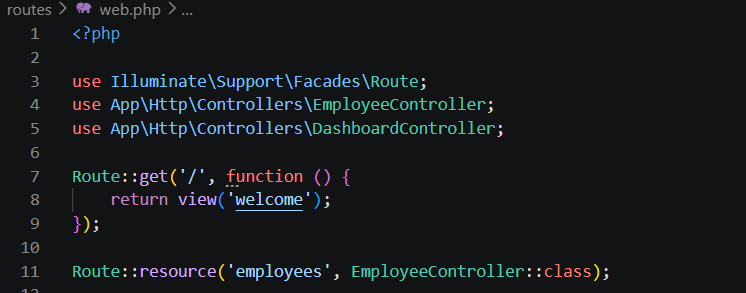 routes > web.php > ...
1 <?php
2
3 use Illuminate\Support\Facades\Route;
4 use App\Http\Controllers\EmployeeController;
5 use App\Http\Controllers\DashboardController;
6
7 Route::get('/', function () {
8     return view('welcome');
9 });
10
11 Route::resource('employees', EmployeeController::class);
12